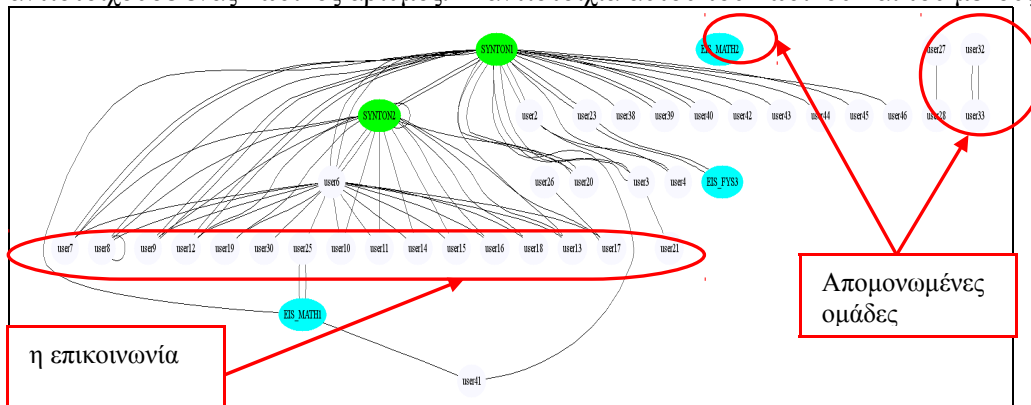 SYNTON1 EIS_MATH2 user27 user32
SYNTON2 user2 user23 user38 user39 user40 user42 user43 user44 user45 user46 user28 user33
user6 user26 user20 user3 user4 EIS_FYS3
user7 user8 user9 user12 user19 user30 user25 user10 user11 user14 user15 user16 user18 user13 user17 user21
Απομονωμένες
ομάδες
EIS_MATH1
η επικοινωνία
user41